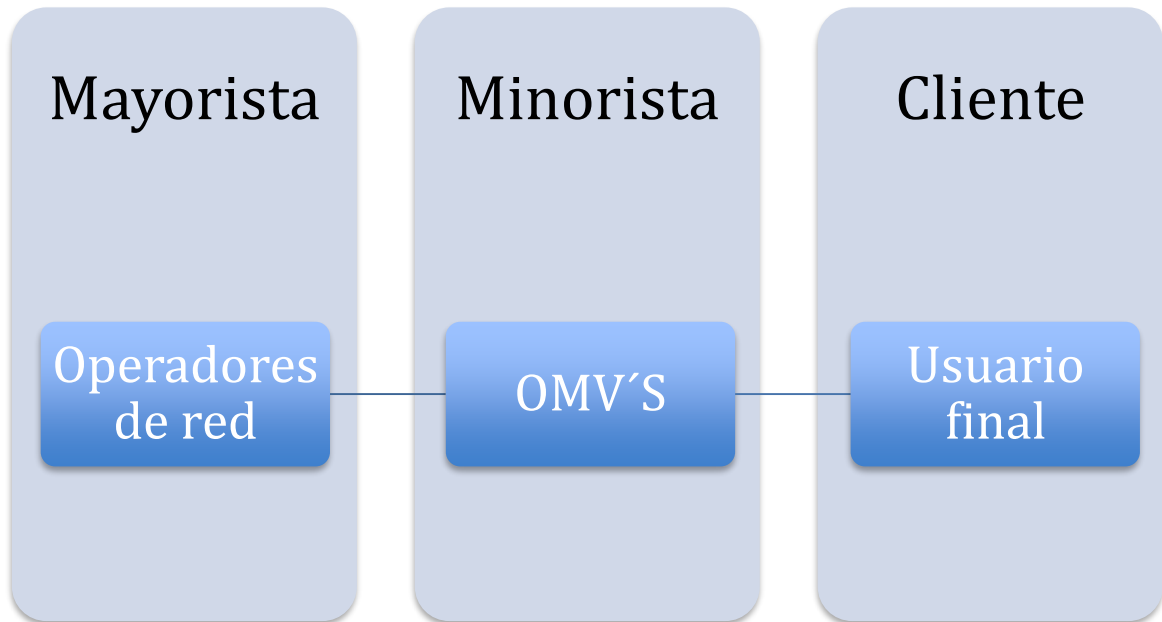 Mayorista
Minorista
Cliente
Operadores
de red
OMV´S
Usuario
final